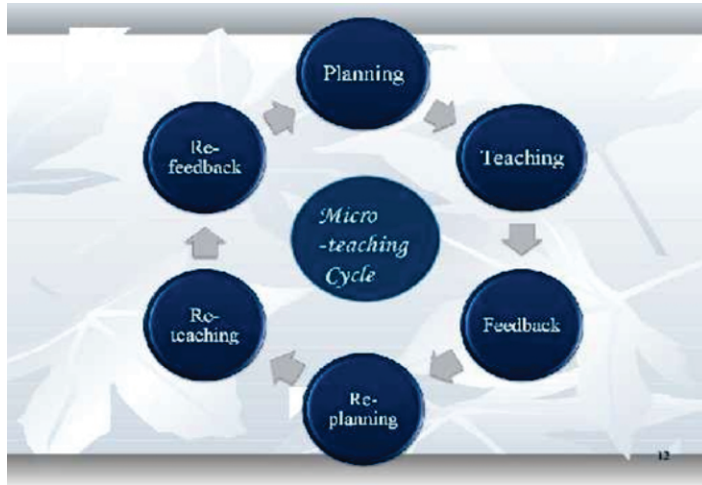 Planning
Teaching
Feedback
Re-
planning
Re-
teaching
Re-
feedback
Micro
-teaching
Cycle
12